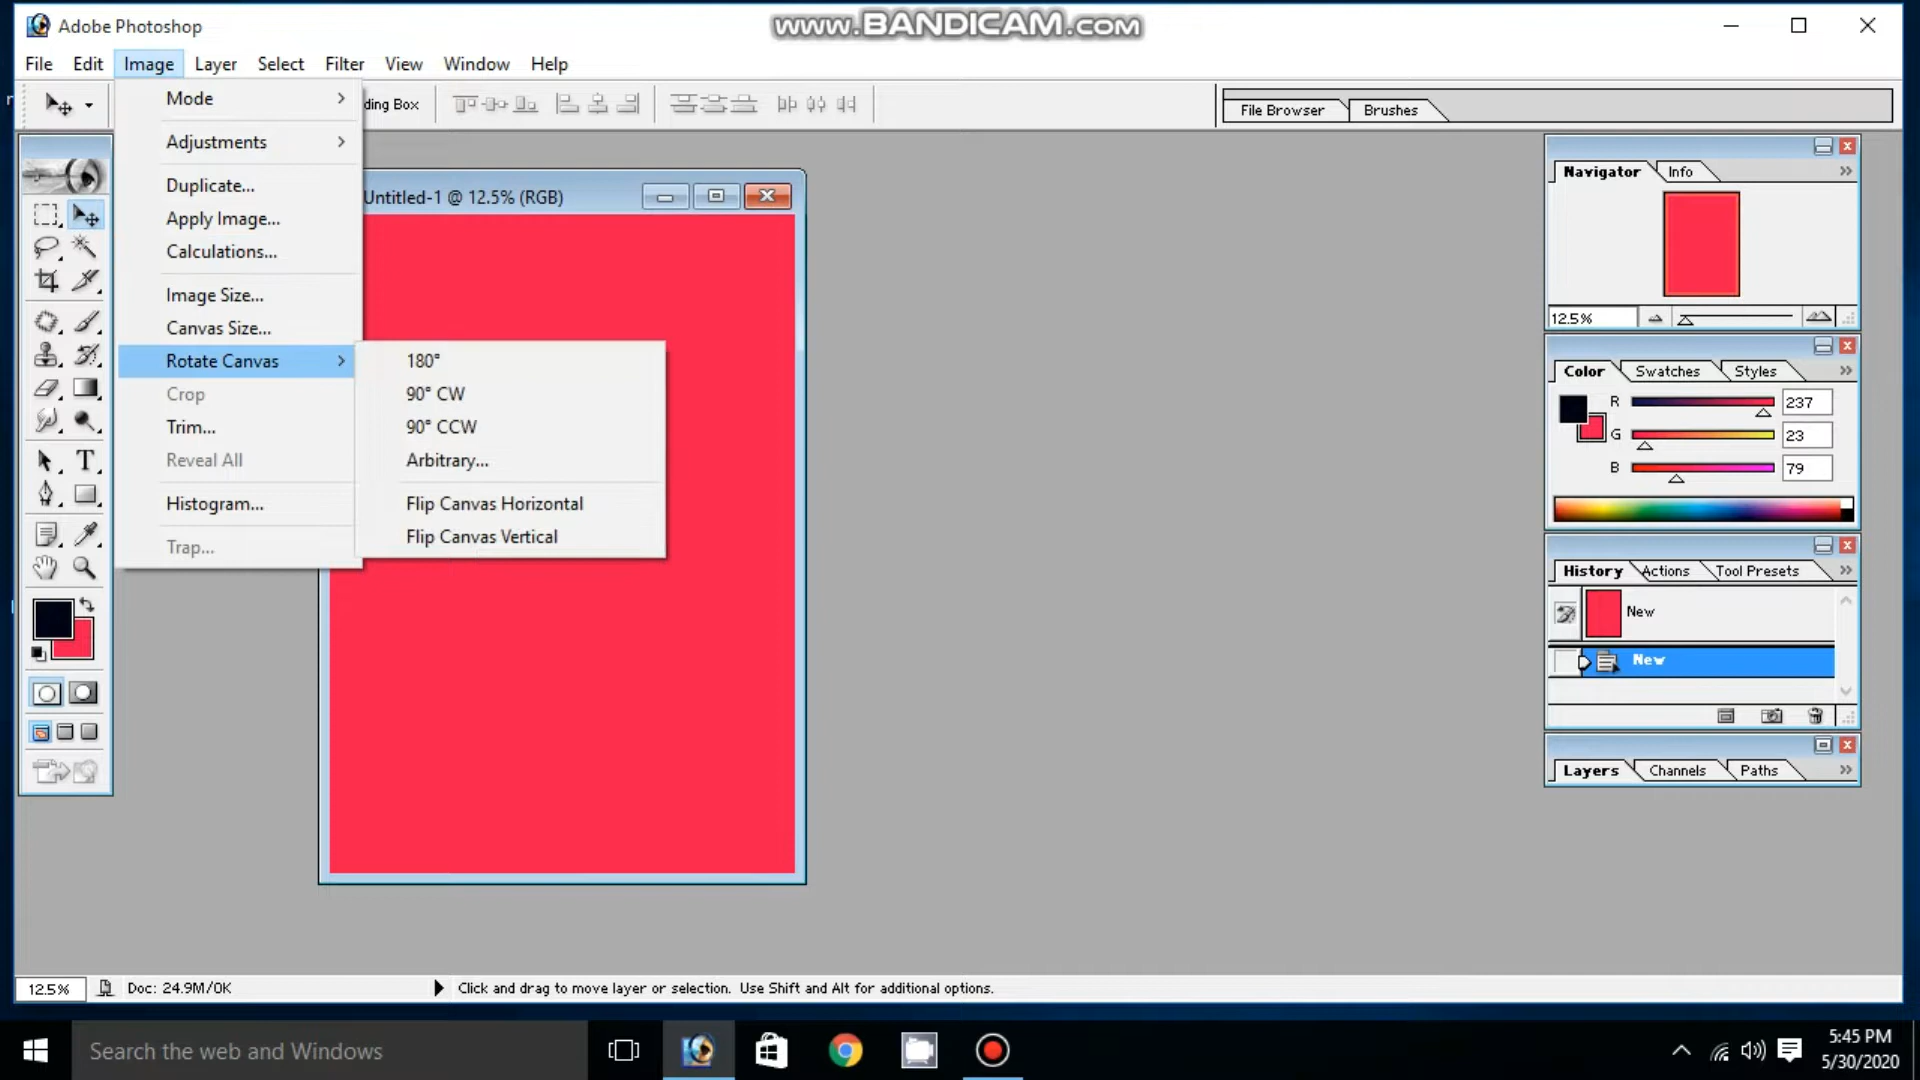 Adobe Photoshop
www.BANDICAM.com
File Edit Image Layer Select Filter View Window Help
ding Box
File Browser Brushes
Mode
Adjustments
Duplicate...
Apply Image...
Calculations...
Image Size...
Canvas Size...
Rotate Canvas
Crop
Trim...
Reveal All
Histogram...
Trap...
180°
90° CW
90° CCW
Arbitrary...
Flip Canvas Horizontal
Flip Canvas Vertical
Untitled-1 @ 12.5% (RGB)
T
Navigator Info
12.5%
Color Swatches Styles
R 237
G 23
B 79
History Actions Tool Presets
New
New
Layers Channels Paths
12.5% Doc: 24.9M/0K Click and drag to move layer or selection. Use Shift and Alt for additional options.
Search the web and Windows
5:45 PM
5/30/2020